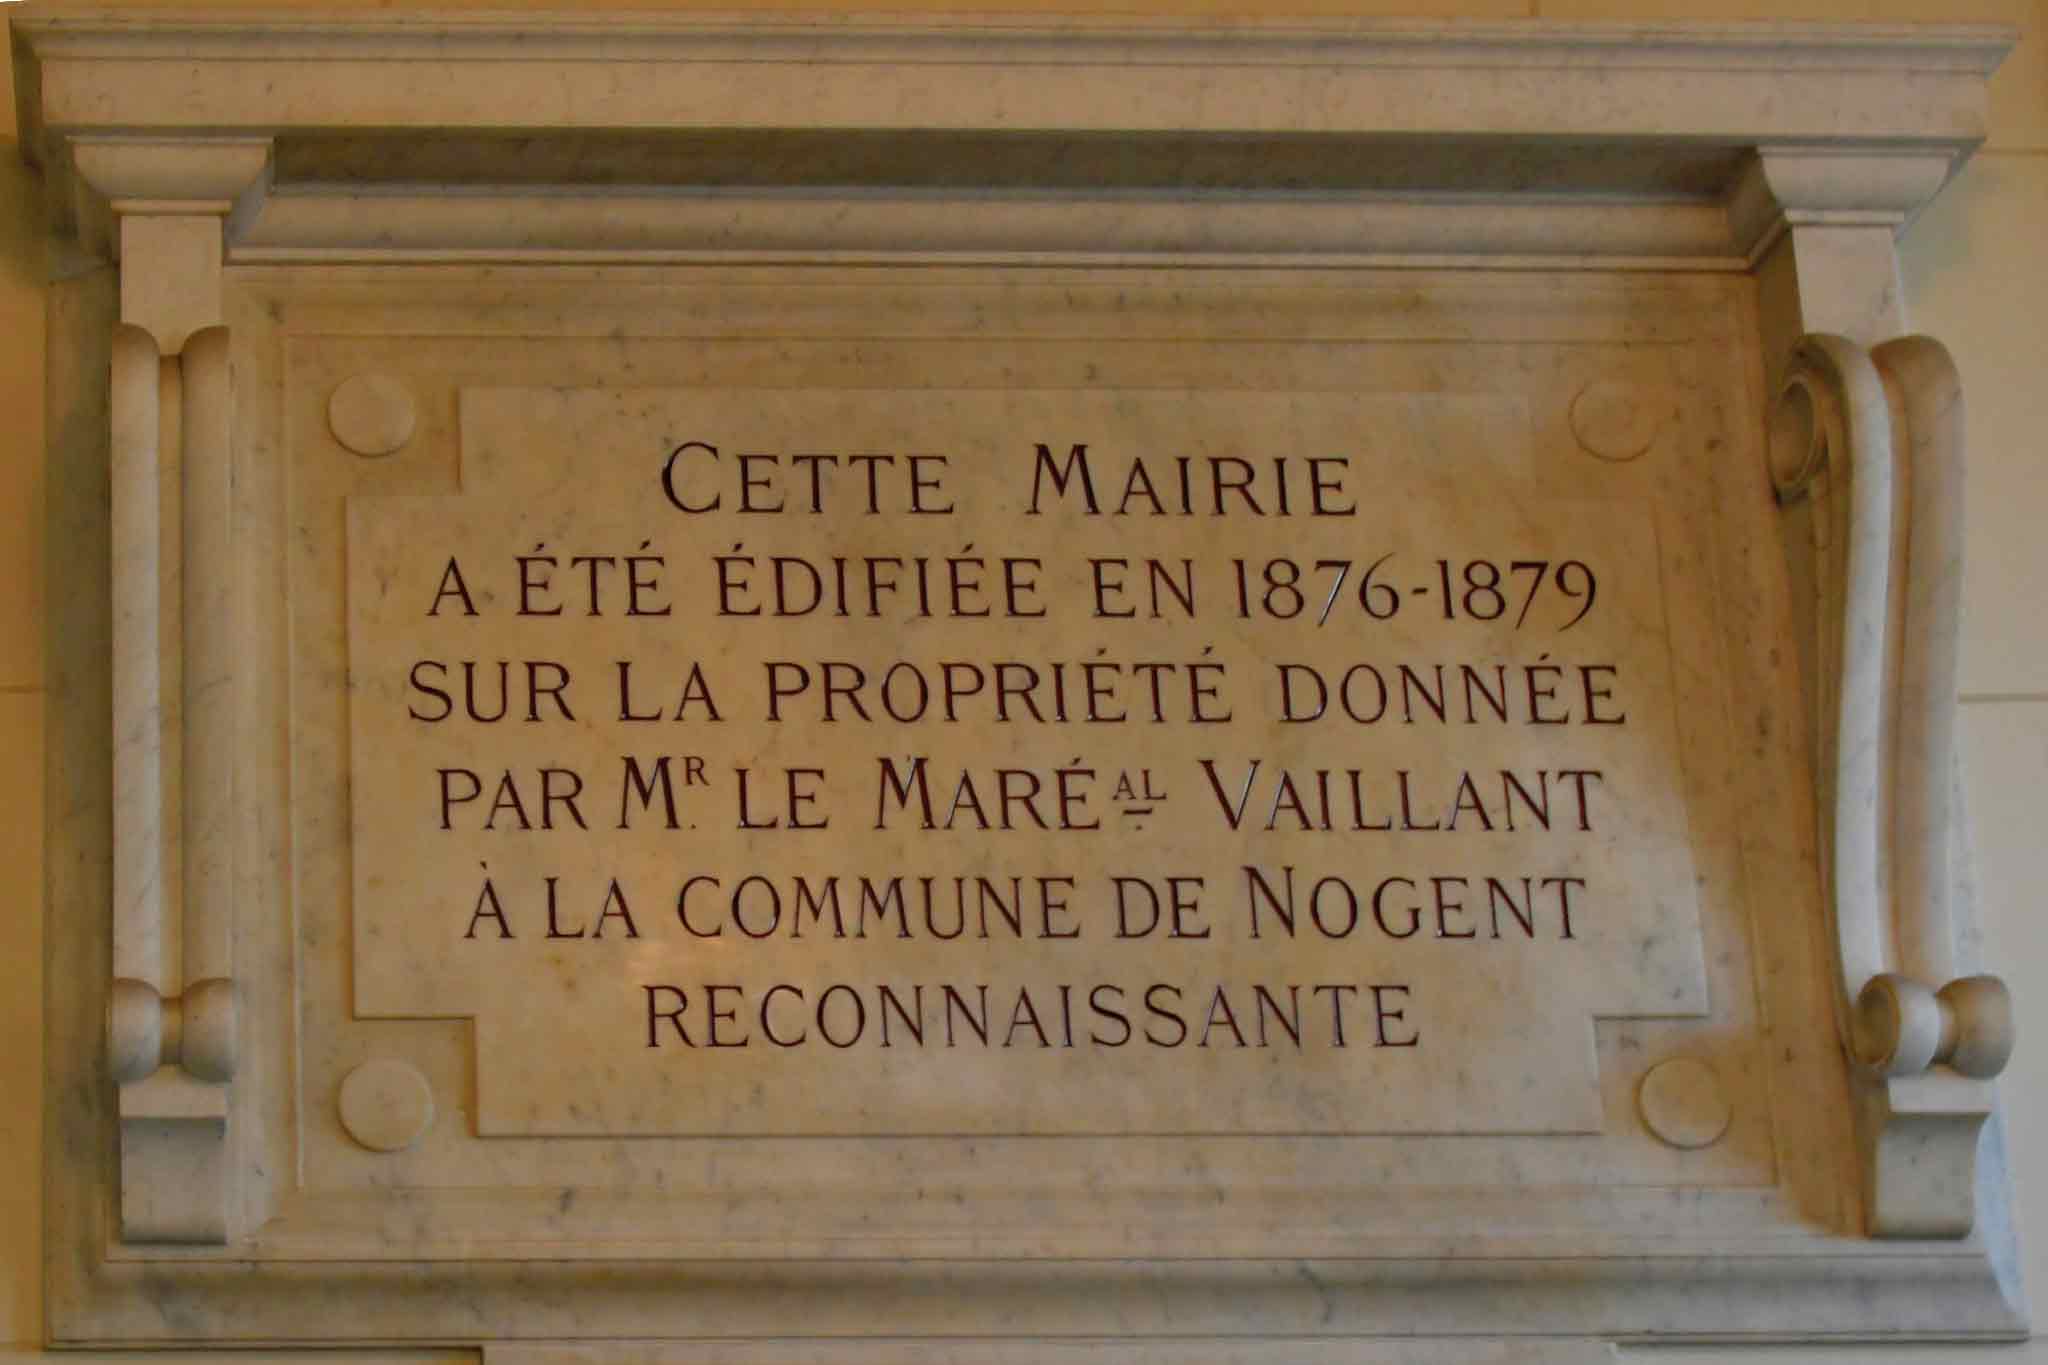 CETTE MAIRIE
A ÉTÉ ÉDIFIÉE EN 1876-1879
SUR LA PROPRIÉTÉ DONNÉE
PAR MR. LE MARÉAL VAILLANT
À LA COMMUNE DE NOGENT
RECONNAISSANTE